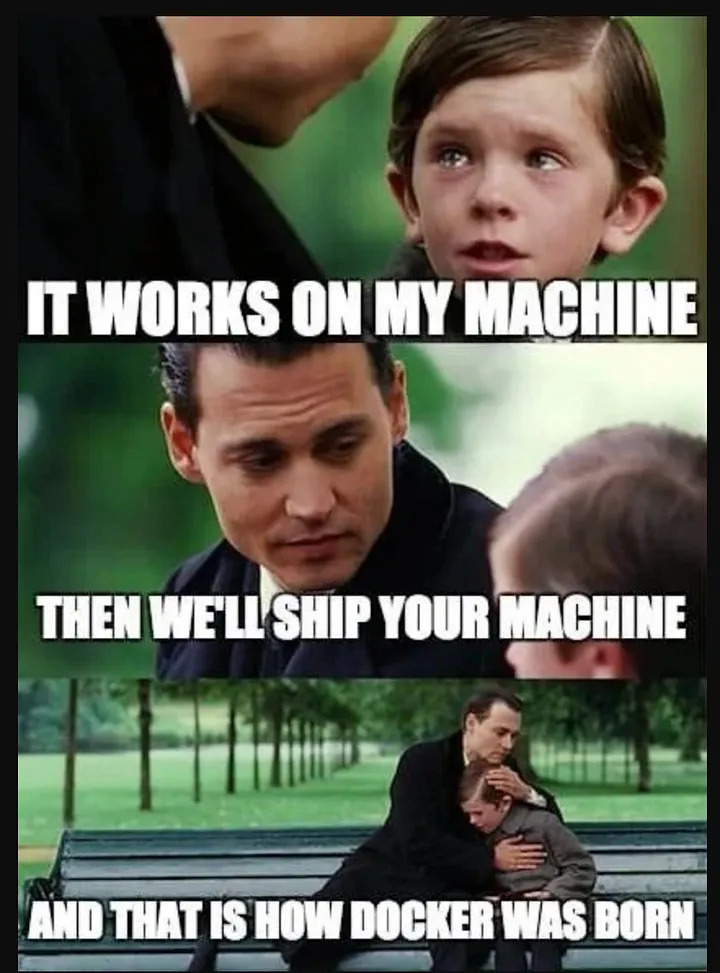 IT WORKS ON MY MACHINE
THEN WE'LL SHIP YOUR MACHINE
AND THAT IS HOW DOCKER WAS BORN